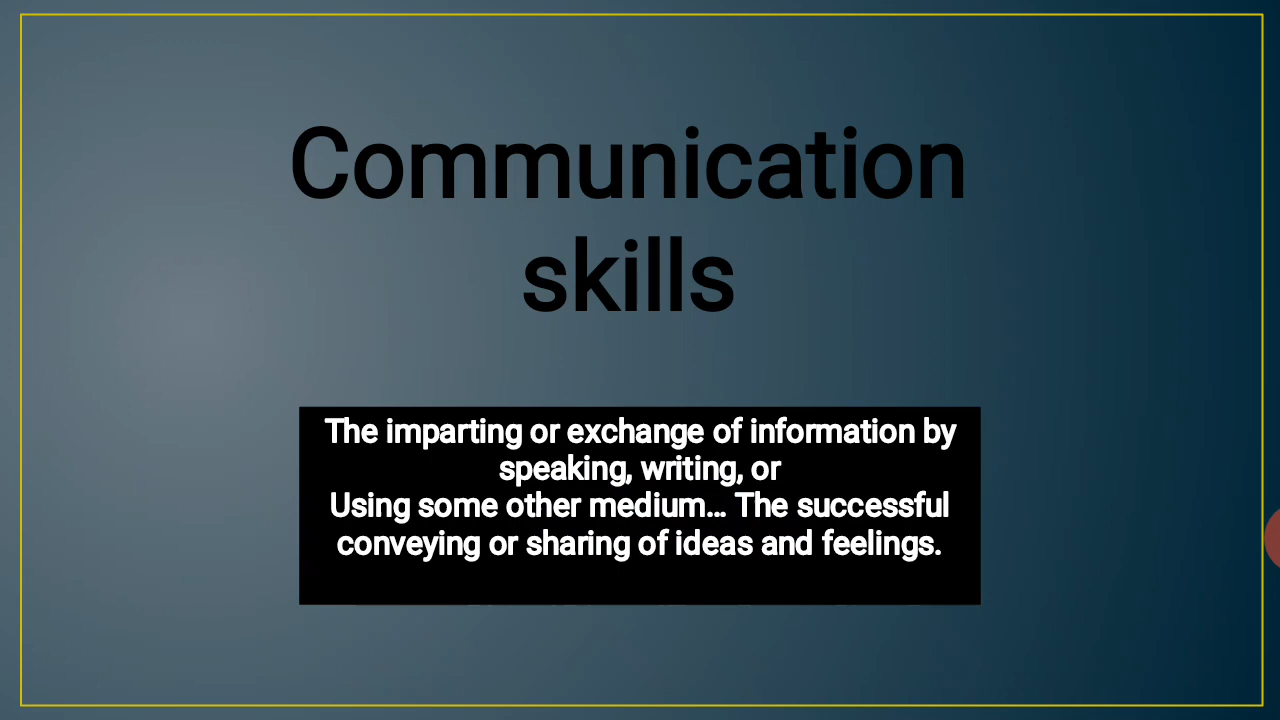 Communication
skills
The imparting or exchange of information by
speaking, writing, or
Using some other medium... The successful
conveying or sharing of ideas and feelings.